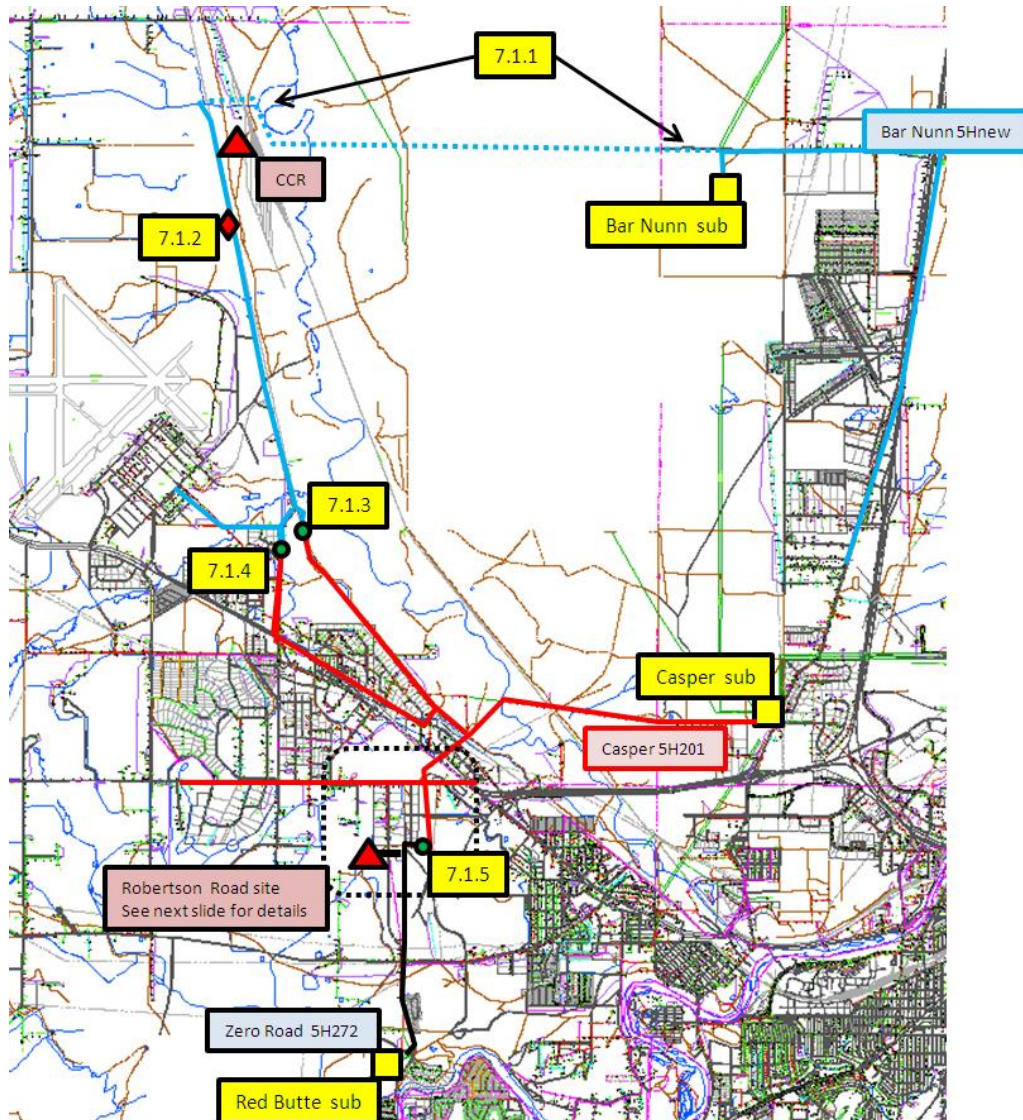 7.1.1
Bar Nunn 5Hnew
CCR
Bar Nunn sub
7.1.2
7.1.3
7.1.4
Casper sub
Casper 5H201
7.1.5
Robertson Road site
See next slide for details
Zero Road 5H272
Red Butte sub